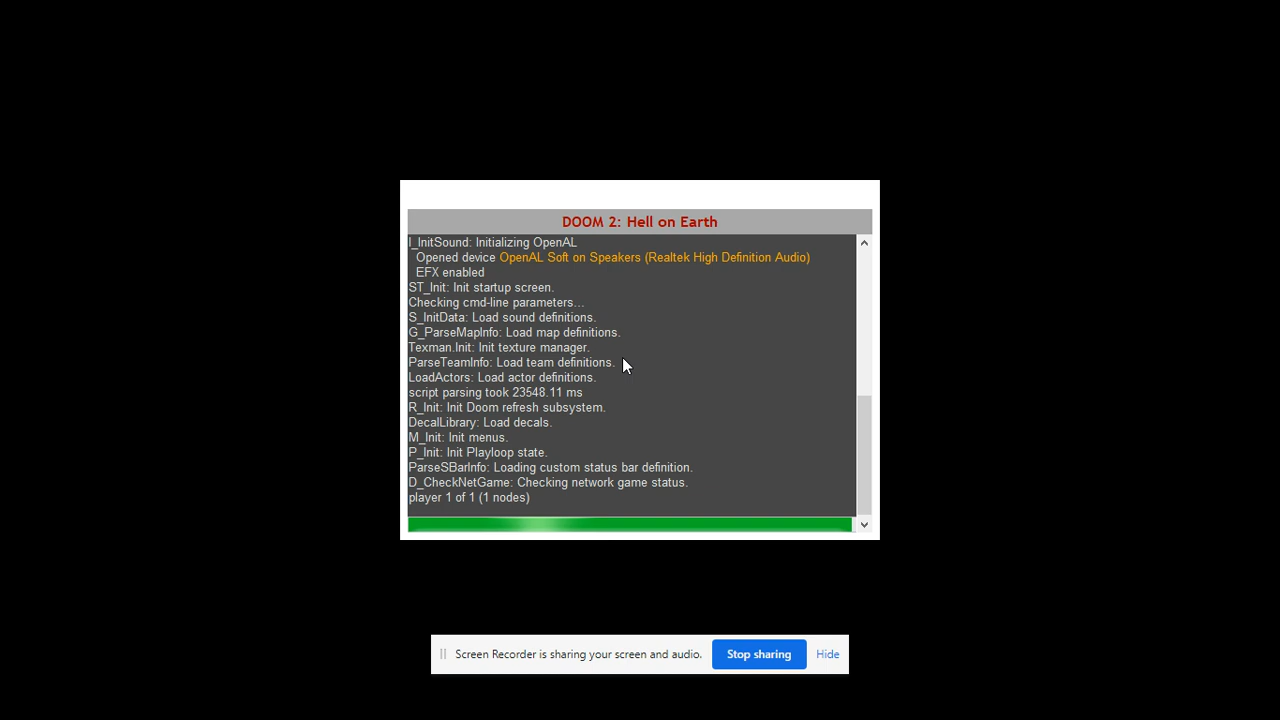 DOOM 2: Hell on Earth
I_InitSound: Initializing OpenAL
Opened device OpenAL Soft on Speakers (Realtek High Definition Audio)
EFX enabled
ST_Init: Init startup screen.
Checking cmd-line parameters...
S_InitData: Load sound definitions.
G_ParseMapInfo: Load map definitions.
Texman.Init: Init texture manager.
ParseTeamInfo: Load team definitions.
LoadActors: Load actor definitions.
script parsing took 23548.11 ms
R_Init: Init Doom refresh subsystem.
DecalLibrary: Load decals.
M_Init: Init menus.
P_Init: Init Playloop state.
ParseSBarInfo: Loading custom status bar definition.
D_CheckNetGame: Checking network game status.
player 1 of 1 (1 nodes)
Screen Recorder is sharing your screen and audio. Stop sharing Hide